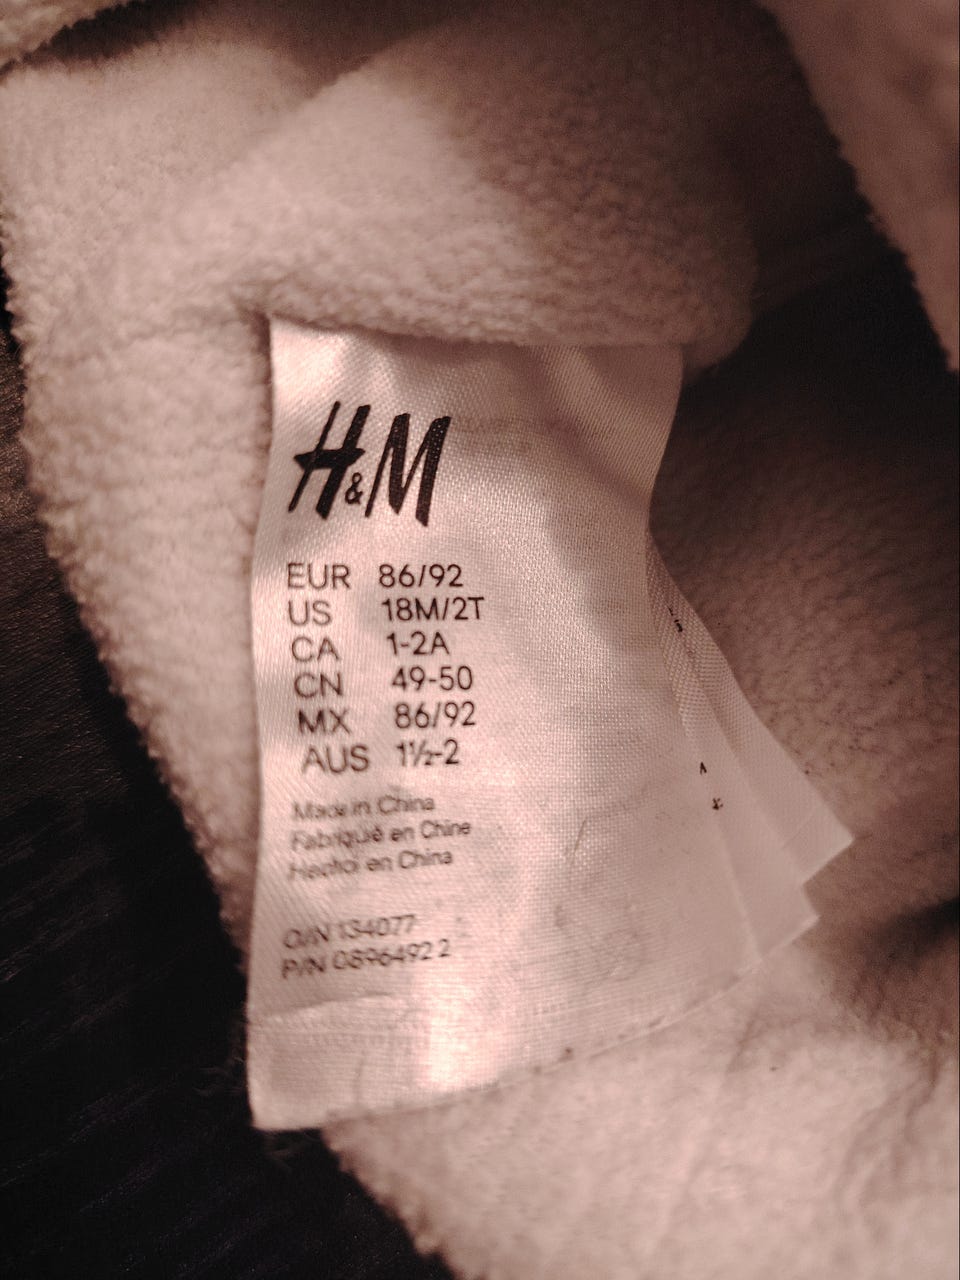 H&M
EUR 86/92
US 18M/2T
CA 1-2A
CN 49-50
MX 86/92
AUS 1½-2
Made in China
Fabriqué en Chine
Hecho en China
O/N 134077
P/N 0896492 2